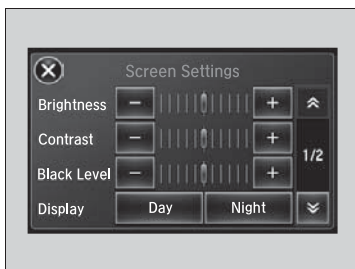 Screen Settings
Brightness − +
Contrast − +
1/2
Black Level − +
Display Day Night